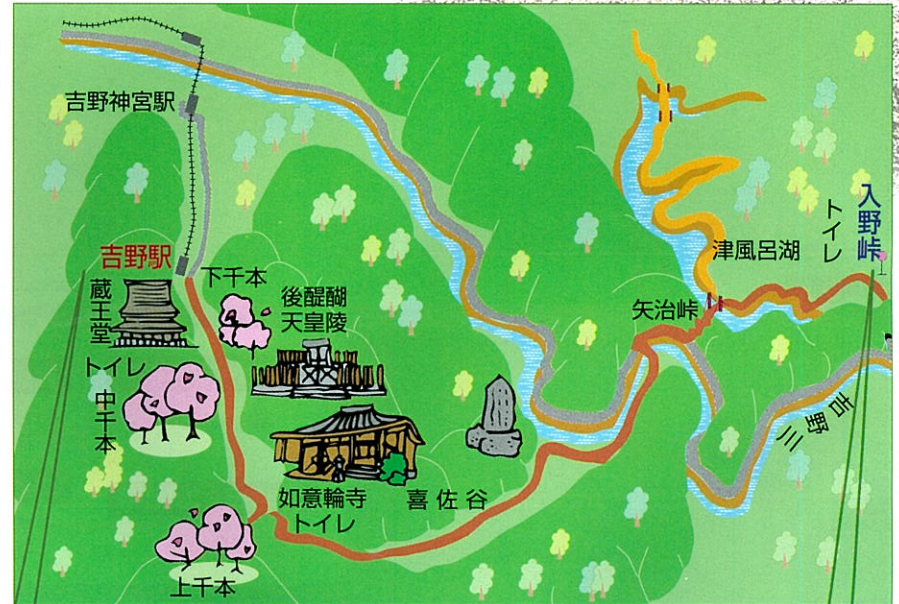 吉野神宮駅
吉野駅
蔵王堂
トイレ
中千本
下千本
後醍醐
天皇陵
如意輪寺
トイレ
喜佐谷
上千本
矢治峠
津風呂湖
トイレ
入野峠
吉野川